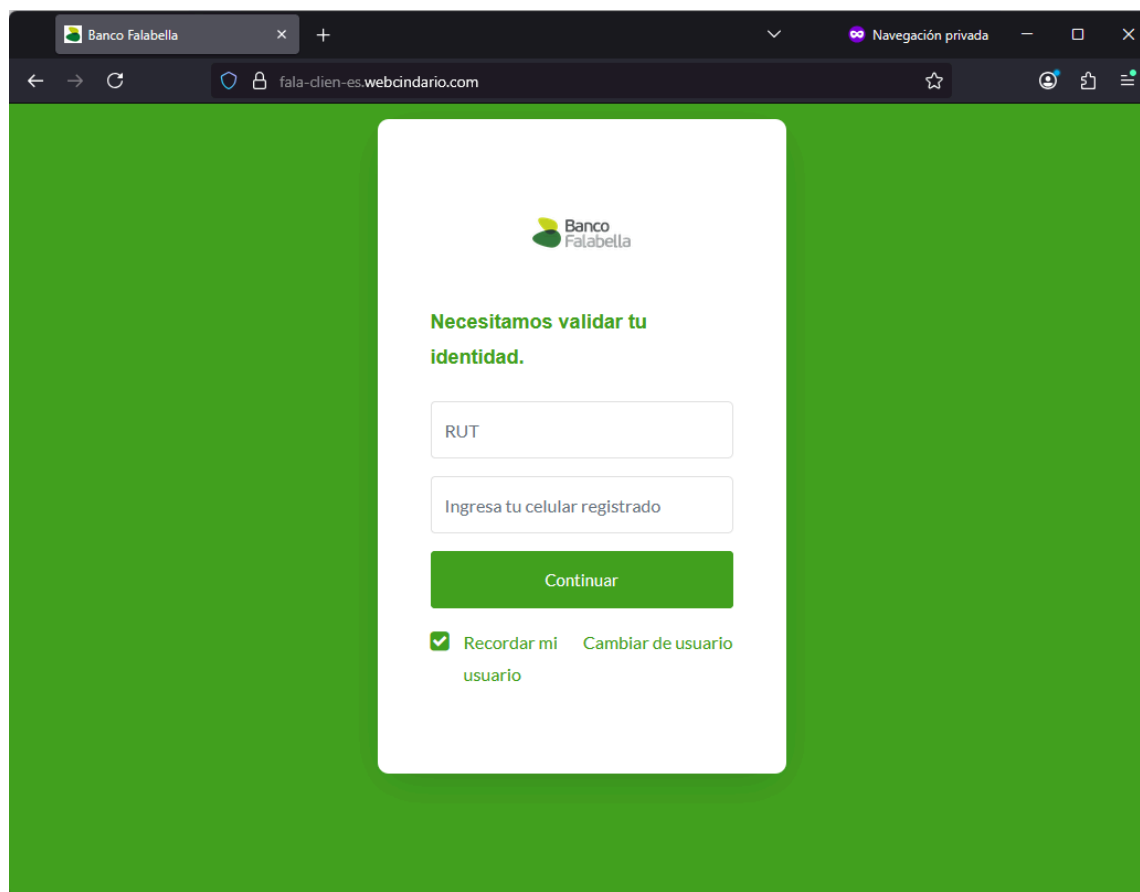 Banco Falabella
Navegación privada
fala-clien-es.webcindario.com
Banco
Falabella
Necesitamos validar tu
identidad.
RUT
Ingresa tu celular registrado
Continuar
Recordar mi
usuario
Cambiar de usuario